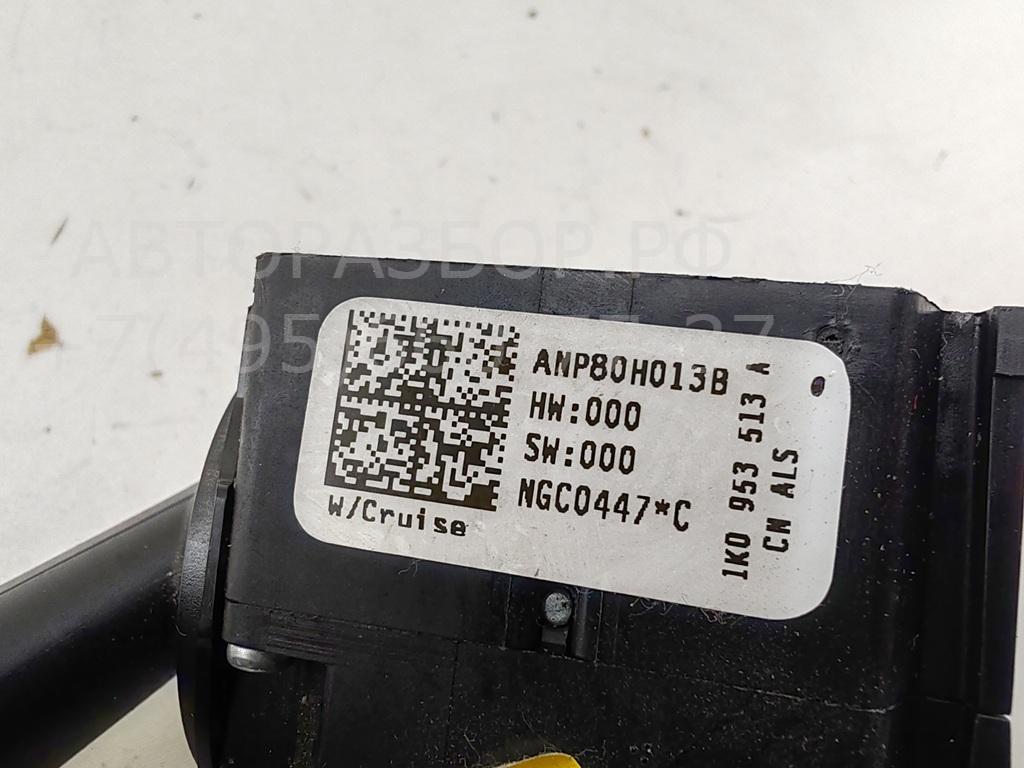 АВТОРАЗБОР.РФ
ANP80H013B
HW:000
SW:000
NGC0447*C
W/Cruise
1K0 953 513 A
CN ALS